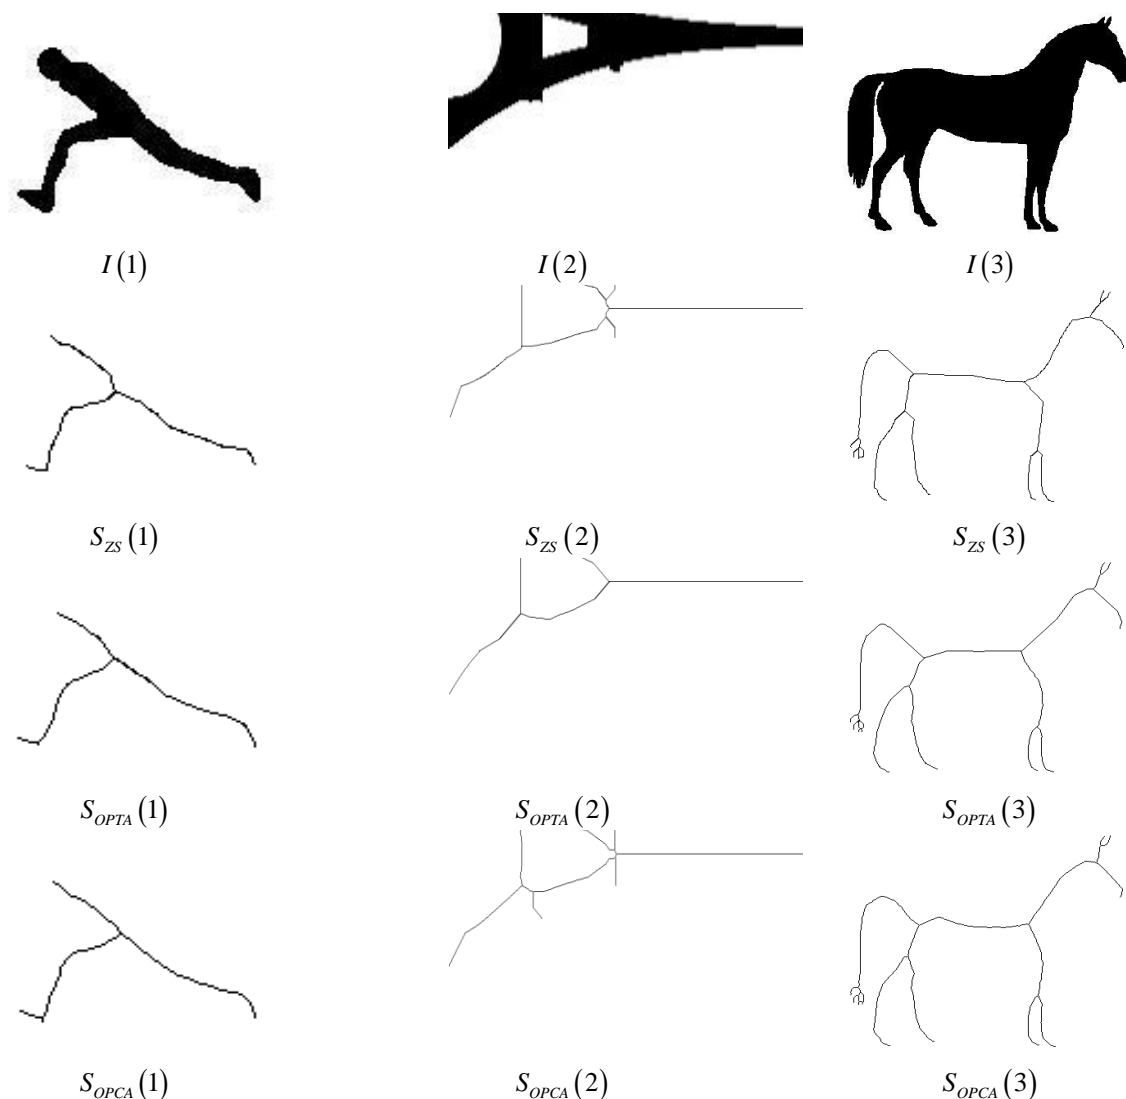 I(1) I(2) I(3)
S_ZS(1) S_ZS(2) S_ZS(3)
S_OPTA(1) S_OPTA(2) S_OPTA(3)
S_OPCA(1) S_OPCA(2) S_OPCA(3)